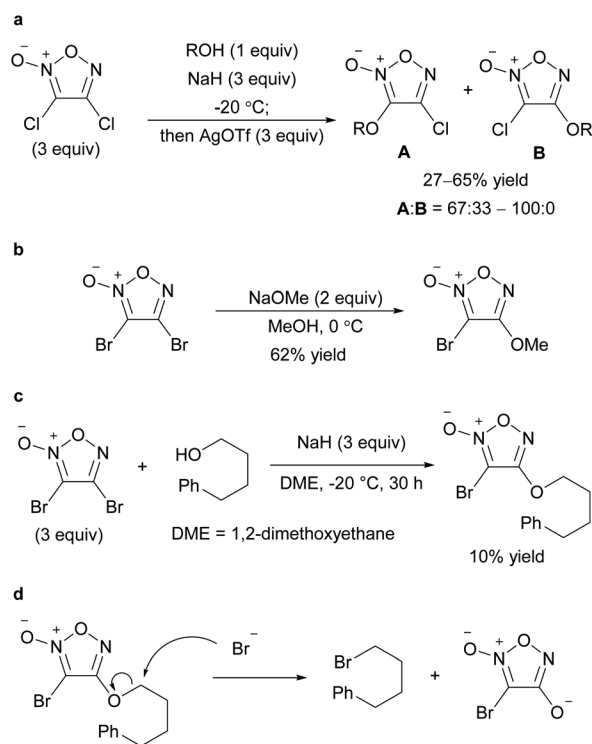 a
O⁻ N⁺ O N
Cl Cl
(3 equiv)
ROH (1 equiv)
NaH (3 equiv)
-20 °C;
then AgOTf (3 equiv)
O⁻ N⁺ O N
RO Cl
A
+
O⁻ N⁺ O N
Cl OR
B
27–65% yield
A:B = 67:33 – 100:0
b
O⁻ N⁺ O N
Br Br
NaOMe (2 equiv)
MeOH, 0 °C
62% yield
O⁻ N⁺ O N
Br OMe
c
O⁻ N⁺ O N
Br Br
(3 equiv)
+
HO
Ph
DME = 1,2-dimethoxyethane
NaH (3 equiv)
DME, -20 °C, 30 h
O⁻ N⁺ O N
Br O
Ph
10% yield
d
O⁻ N⁺ O N
Br O
Ph
Br⁻
Br
Ph
+
O⁻ N⁺ O N
Br O⁻